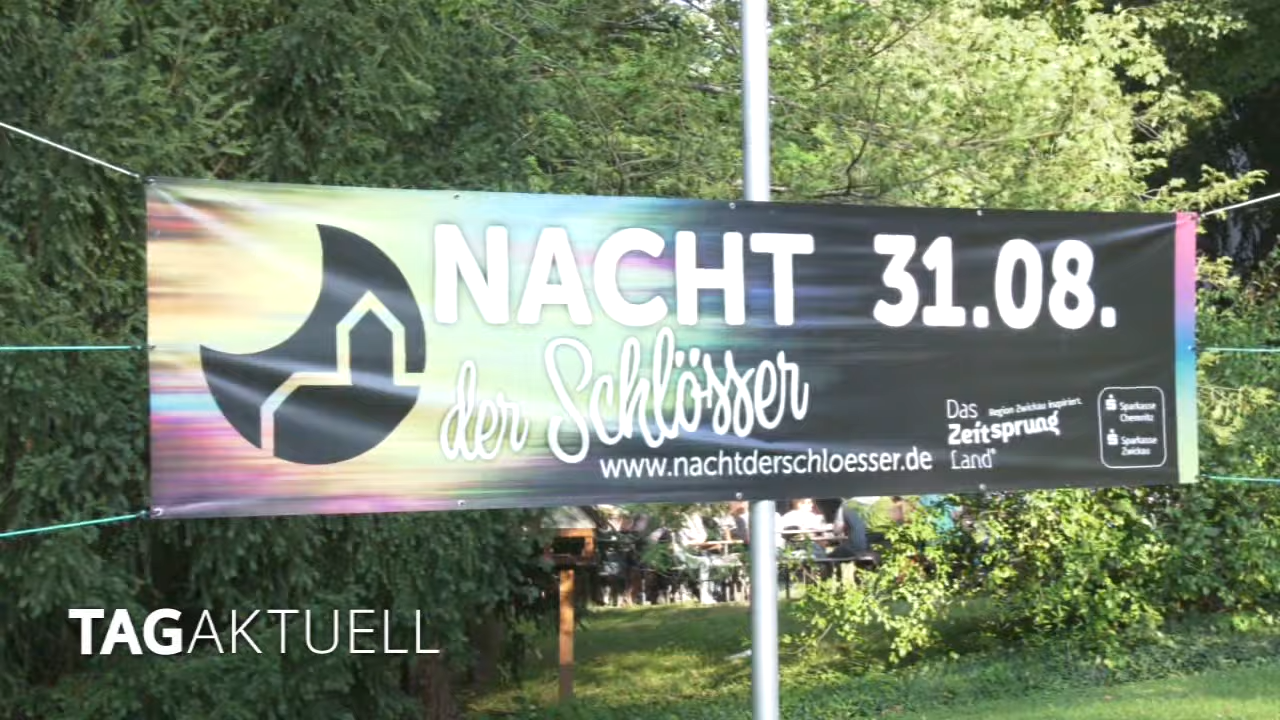 NACHT 31.08.
der Schlösser
www.nachtderschloesser.de
Das Region Zwickau inspiriert.
Zeitsprung
Land®
Sparkasse
Chemnitz
Sparkasse
Zwickau
TAGAKTUELL